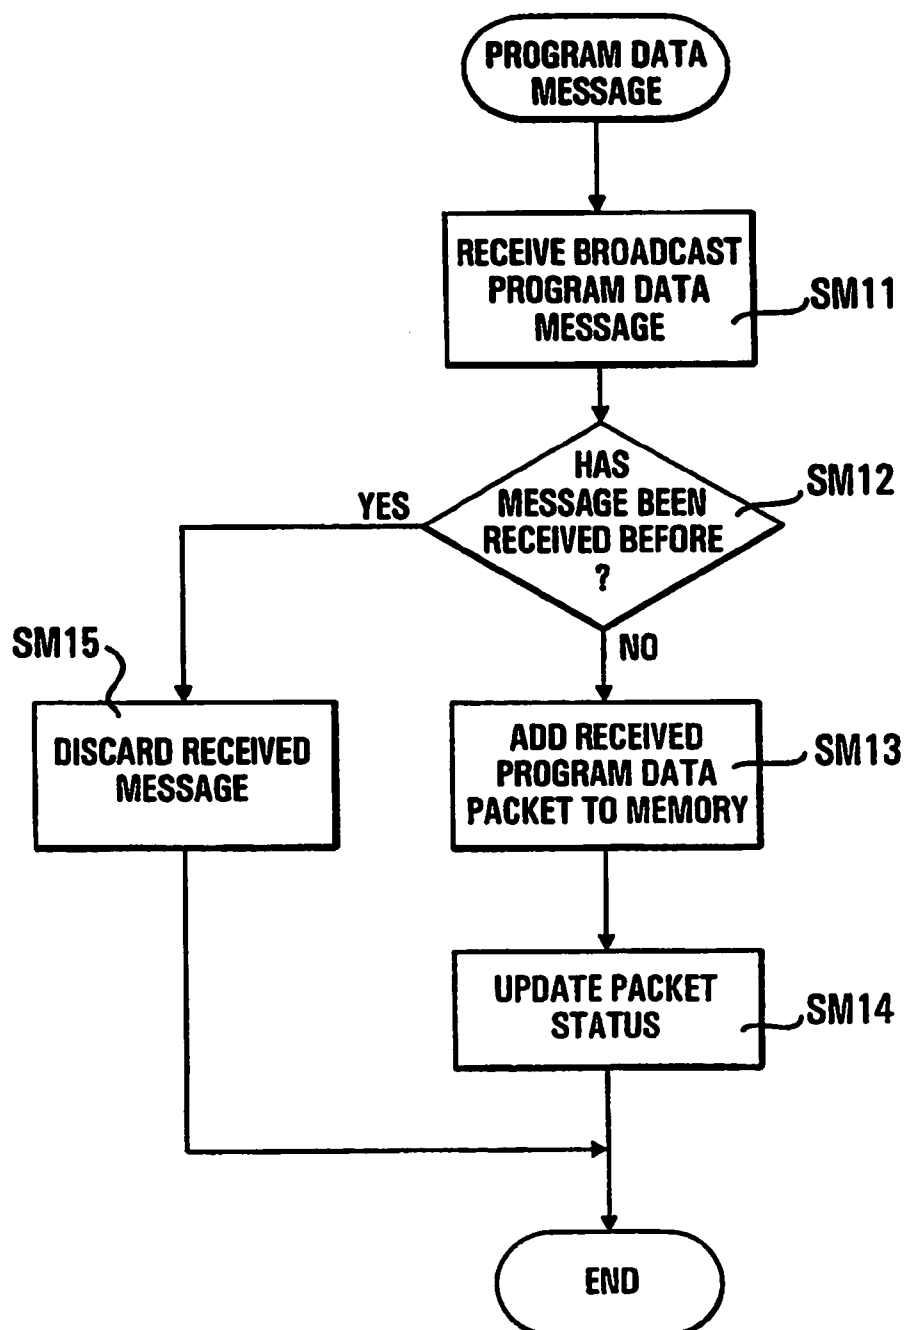 PROGRAM DATA
MESSAGE
RECEIVE BROADCAST
PROGRAM DATA
MESSAGE
SM11
HAS
MESSAGE BEEN
RECEIVED BEFORE
?
SM12
YES
NO
SM15
DISCARD RECEIVED
MESSAGE
ADD RECEIVED
PROGRAM DATA
PACKET TO MEMORY
SM13
UPDATE PACKET
STATUS
SM14
END